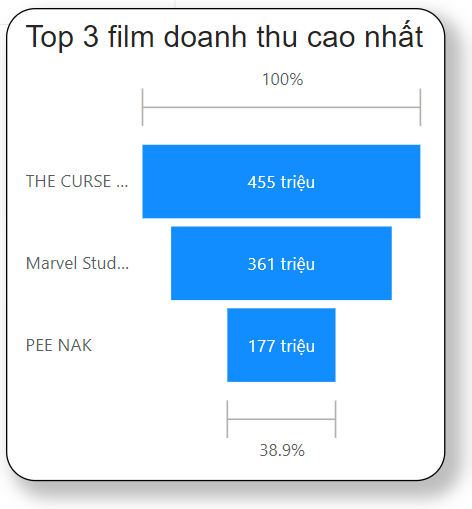 Top 3 film doanh thu cao nhất
100%
THE CURSE ... 455 triệu
Marvel Stud... 361 triệu
PEE NAK 177 triệu
38.9%